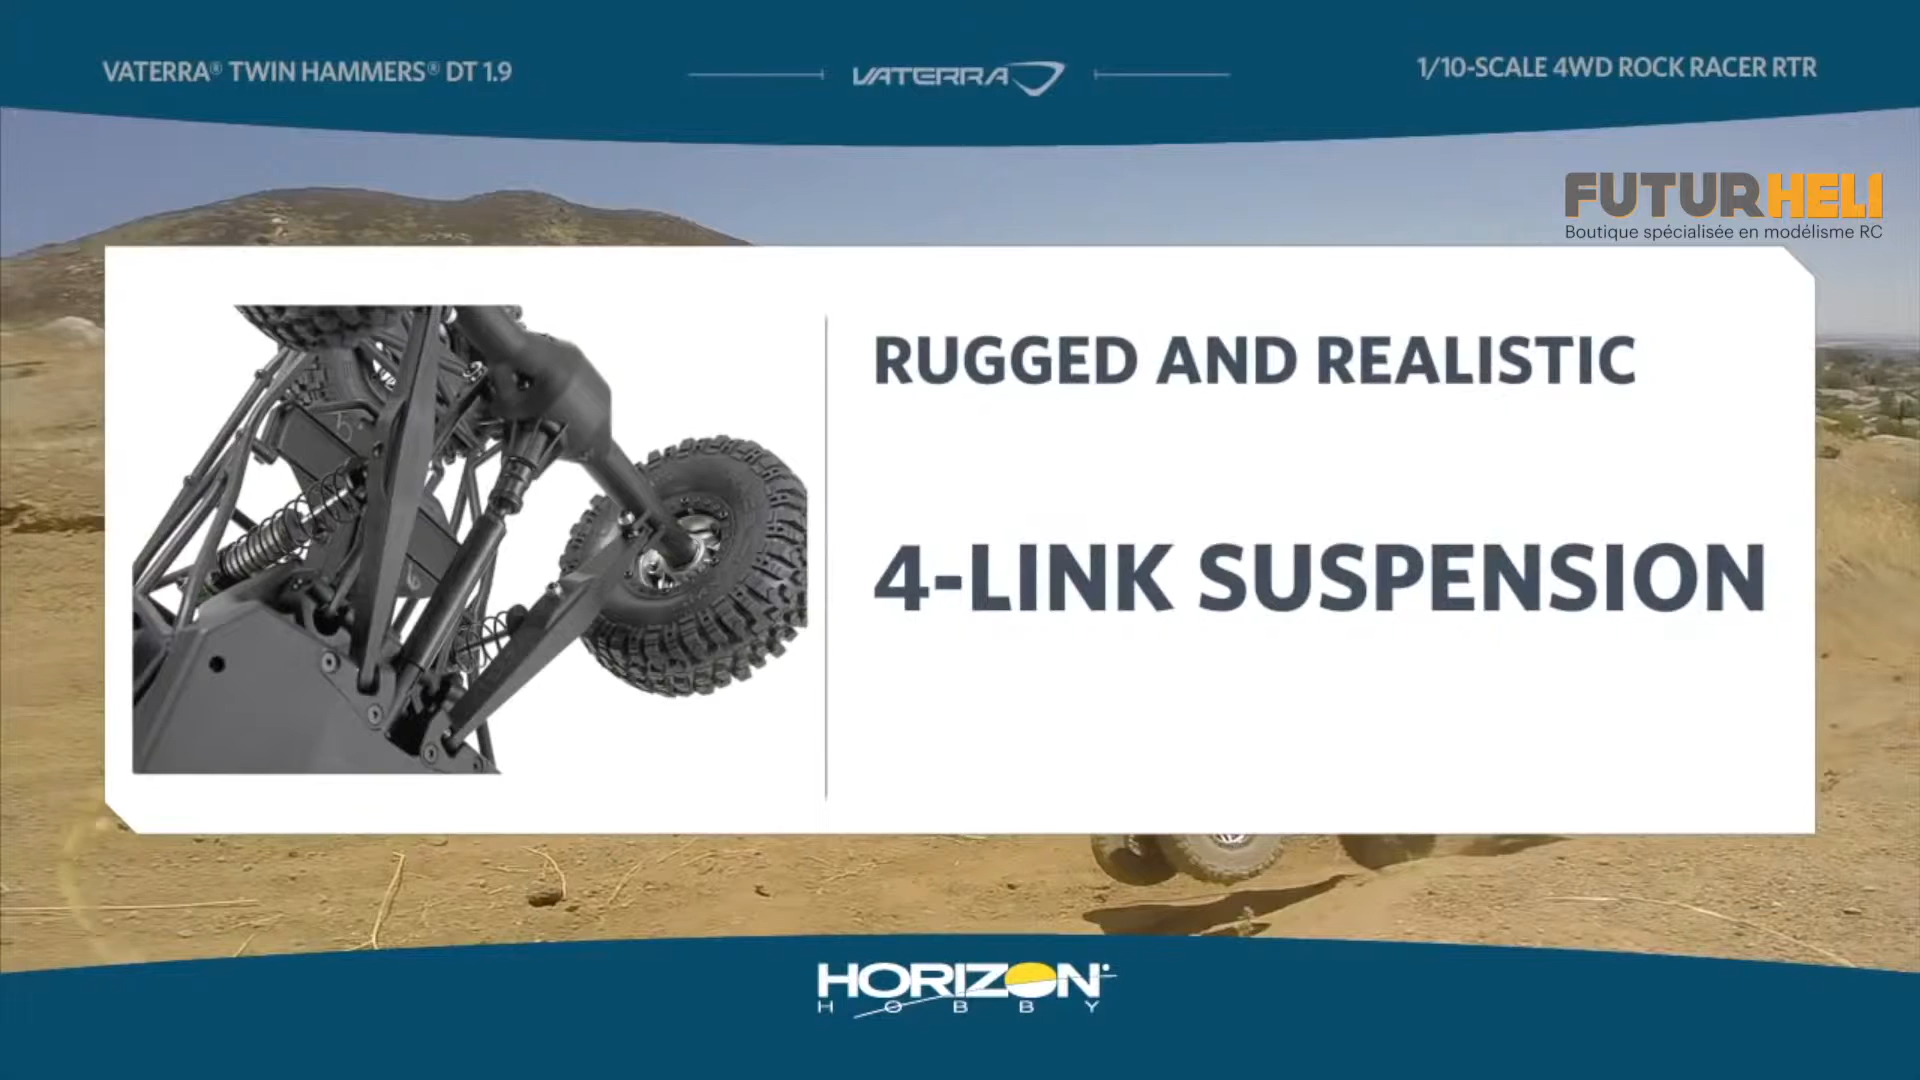 VATERRA® TWIN HAMMERS® DT 1.9
VATERRA
1/10-SCALE 4WD ROCK RACER RTR
FUTURHELI
Boutique spécialisée en modélisme RC
RUGGED AND REALISTIC
4-LINK SUSPENSION
HORIZON
HOBBY